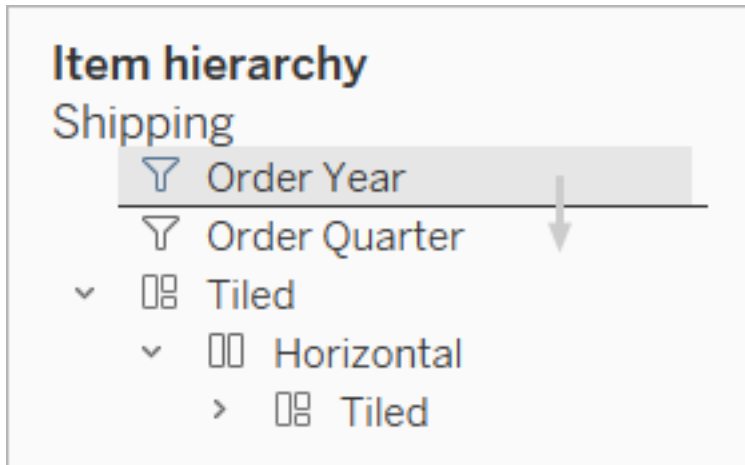 Item hierarchy
Shipping
Order Year
Order Quarter
Tiled
Horizontal
Tiled